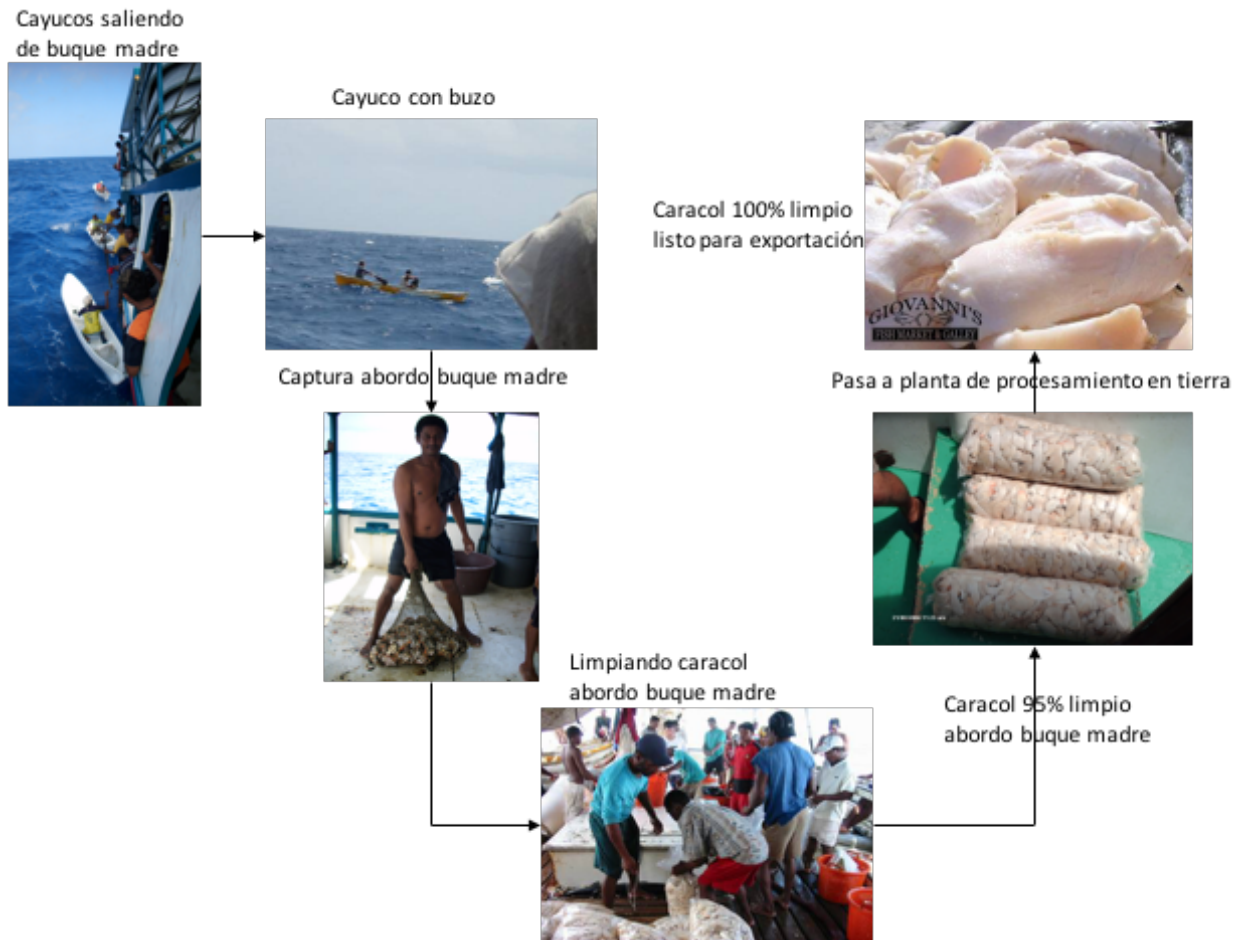 Cayucos saliendo
de buque madre
Cayuco con buzo
Captura abordo buque madre
Limpiando caracol
abordo buque madre
Caracol 95% limpio
abordo buque madre
Pasa a planta de procesamiento en tierra
Caracol 100% limpio
listo para exportación
GIOVANNI'S
FISH MARKET & GALLEY